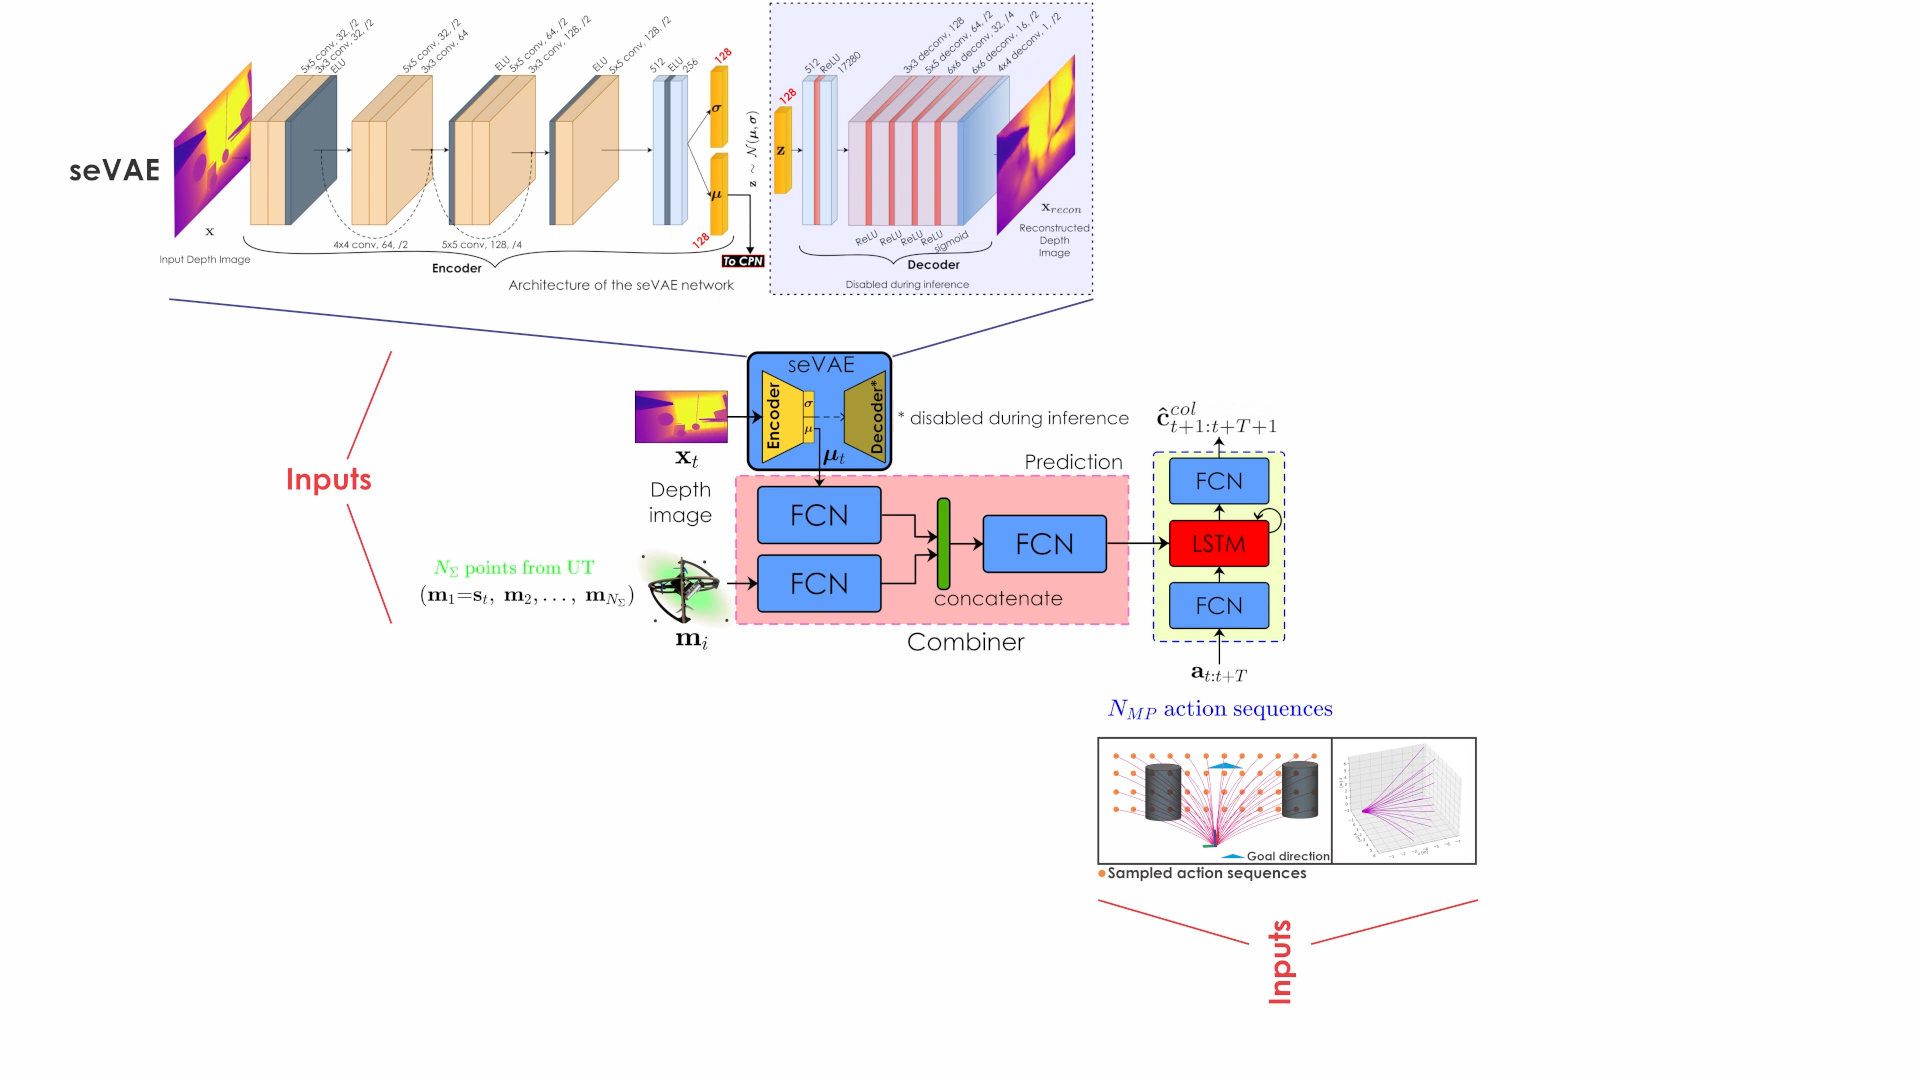 seVAE
x
Input Depth Image
5x5 conv, 32, /2
3x3 conv, 32, /2
ELU
5x5 conv, 32, /2
3x3 conv, 64
ELU
5x5 conv, 64, /2
3x3 conv, 128, /2
ELU
5x5 conv, 128, /2
512
ELU
256
128
σ
μ
128
4x4 conv, 64, /2
5x5 conv, 128, /4
Encoder
z ~ N(μ, σ)
To CPN
Architecture of the seVAE network
128
z
512
ReLU
17280
3x3 deconv, 128
5x5 deconv, 64, /2
6x6 deconv, 32, /4
6x6 deconv, 16, /2
4x4 deconv, 1, /2
ReLU
ReLU
ReLU
ReLU
sigmoid
Decoder
Disabled during inference
x_recon
Reconstructed
Depth
Image
Inputs
seVAE
Encoder
σ
μ
Decoder*
* disabled during inference
x_t
Depth
image
μ_t
Prediction
FCN
FCN
concatenate
FCN
Combiner
N_Σ points from UT
(m_1=s_t, m_2,..., m_{N_Σ})
m_i
ĉ^{col}_{t+1:t+T+1}
FCN
LSTM
FCN
a_{t:t+T}
N_{MP} action sequences
Goal direction
Sampled action sequences
Inputs